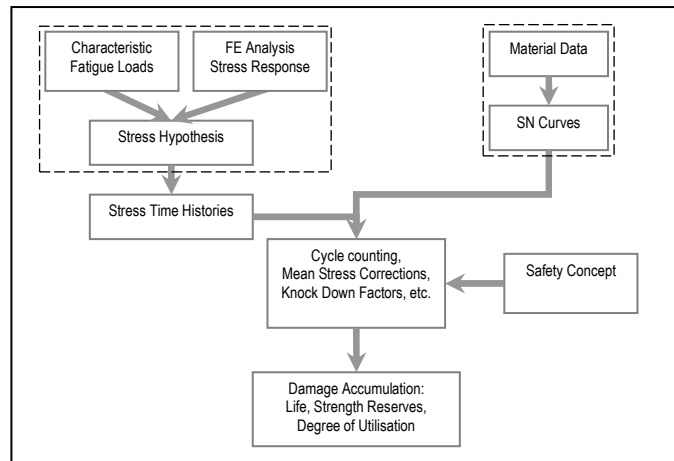 Characteristic
Fatigue Loads
FE Analysis
Stress Response
Material Data
Stress Hypothesis
SN Curves
Stress Time Histories
Cycle counting,
Mean Stress Corrections,
Knock Down Factors, etc.
Safety Concept
Damage Accumulation:
Life, Strength Reserves,
Degree of Utilisation